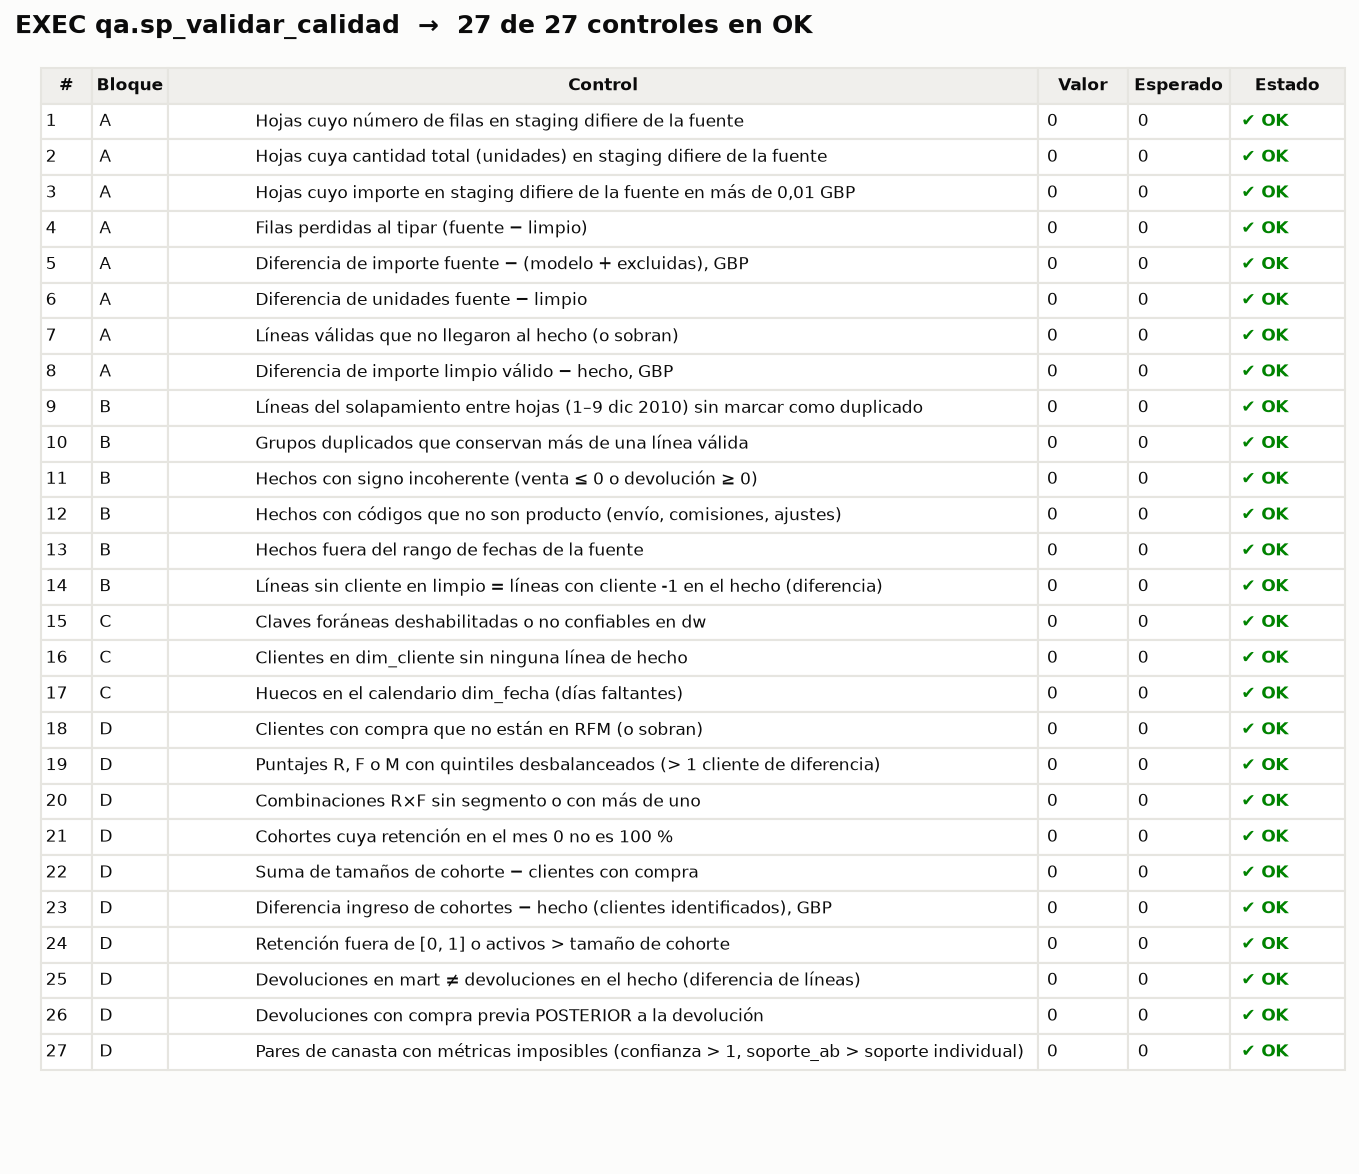 EXEC qa.sp_validar_calidad → 27 de 27 controles en OK
# Bloque Control Valor Esperado Estado
1 A Hojas cuyo número de filas en staging difiere de la fuente 0 0 ✔ OK
2 A Hojas cuya cantidad total (unidades) en staging difiere de la fuente 0 0 ✔ OK
3 A Hojas cuyo importe en staging difiere de la fuente en más de 0,01 GBP 0 0 ✔ OK
4 A Filas perdidas al tipar (fuente − limpio) 0 0 ✔ OK
5 A Diferencia de importe fuente − (modelo + excluidas), GBP 0 0 ✔ OK
6 A Diferencia de unidades fuente − limpio 0 0 ✔ OK
7 A Líneas válidas que no llegaron al hecho (o sobran) 0 0 ✔ OK
8 A Diferencia de importe limpio válido − hecho, GBP 0 0 ✔ OK
9 B Líneas del solapamiento entre hojas (1–9 dic 2010) sin marcar como duplicado 0 0 ✔ OK
10 B Grupos duplicados que conservan más de una línea válida 0 0 ✔ OK
11 B Hechos con signo incoherente (venta ≤ 0 o devolución ≥ 0) 0 0 ✔ OK
12 B Hechos con códigos que no son producto (envío, comisiones, ajustes) 0 0 ✔ OK
13 B Hechos fuera del rango de fechas de la fuente 0 0 ✔ OK
14 B Líneas sin cliente en limpio = líneas con cliente -1 en el hecho (diferencia) 0 0 ✔ OK
15 C Claves foráneas deshabilitadas o no confiables en dw 0 0 ✔ OK
16 C Clientes en dim_cliente sin ninguna línea de hecho 0 0 ✔ OK
17 C Huecos en el calendario dim_fecha (días faltantes) 0 0 ✔ OK
18 D Clientes con compra que no están en RFM (o sobran) 0 0 ✔ OK
19 D Puntajes R, F o M con quintiles desbalanceados (> 1 cliente de diferencia) 0 0 ✔ OK
20 D Combinaciones R×F sin segmento o con más de uno 0 0 ✔ OK
21 D Cohortes cuya retención en el mes 0 no es 100 % 0 0 ✔ OK
22 D Suma de tamaños de cohorte − clientes con compra 0 0 ✔ OK
23 D Diferencia ingreso de cohortes − hecho (clientes identificados), GBP 0 0 ✔ OK
24 D Retención fuera de [0, 1] o activos > tamaño de cohorte 0 0 ✔ OK
25 D Devoluciones en mart ≠ devoluciones en el hecho (diferencia de líneas) 0 0 ✔ OK
26 D Devoluciones con compra previa POSTERIOR a la devolución 0 0 ✔ OK
27 D Pares de canasta con métricas imposibles (confianza > 1, soporte_ab > soporte individual) 0 0 ✔ OK